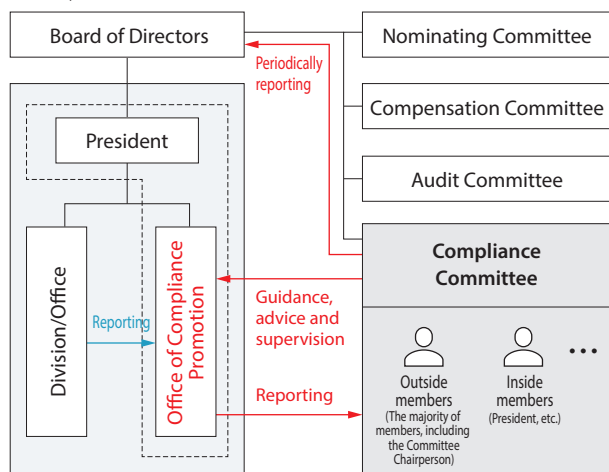 Board of Directors
Nominating Committee
Periodically
reporting
Compensation Committee
President
Audit Committee
Compliance
Committee
Division/Office
Reporting
Office of Compliance
Promotion
Guidance,
advice and
supervision
Reporting
Outside
members
(The majority of
members, including
the Committee
Chairperson)
Inside
members
(President, etc.)
•••